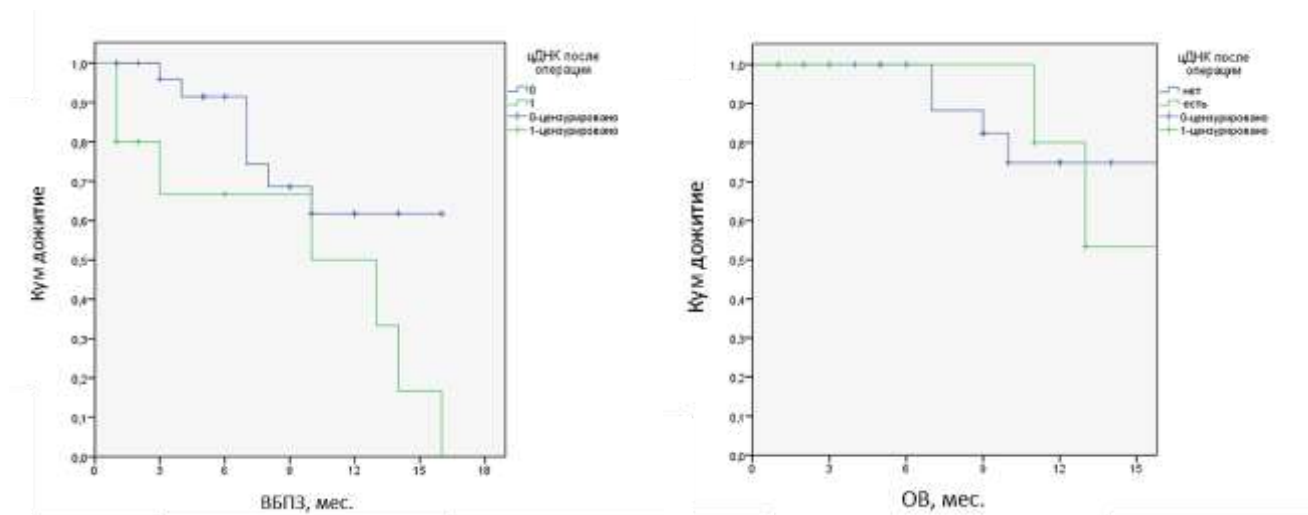 цДНК после
операции
0
1
0-цензурировано
1-цензурировано
Кум дожитие
1,0
0,9
0,8
0,7
0,6
0,5
0,4
0,3
0,2
0,1
0,0
0 3 6 9 12 15 18
ВБПЗ, мес.
цДНК после
операции
нет
есть
0-цензурировано
1-цензурировано
Кум дожитие
1,0
0,9
0,8
0,7
0,6
0,5
0,4
0,3
0,2
0,1
0,0
0 3 6 9 12 15
ОВ, мес.